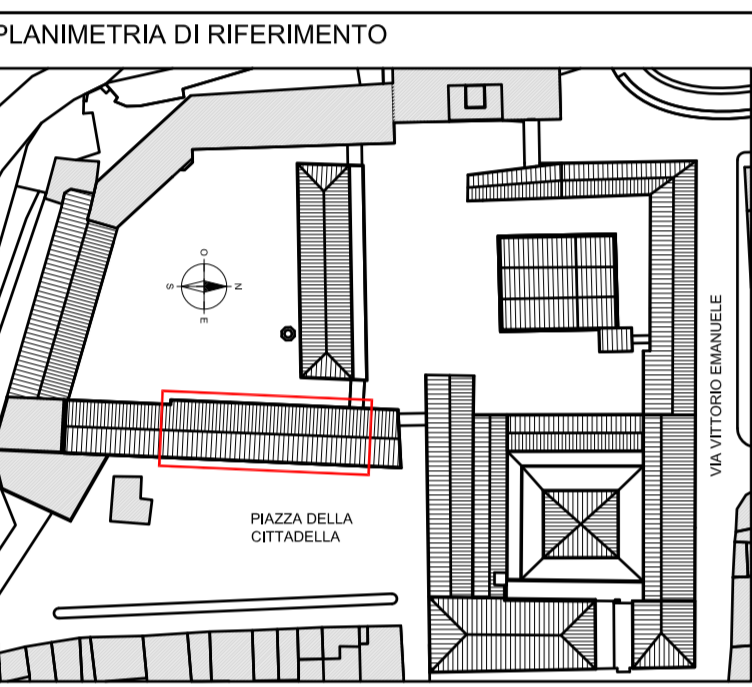 PLANIMETRIA DI RIFERIMENTO
O
S
N
E
VIA VITTORIO EMANUELE
PIAZZA DELLA
CITTADELLA